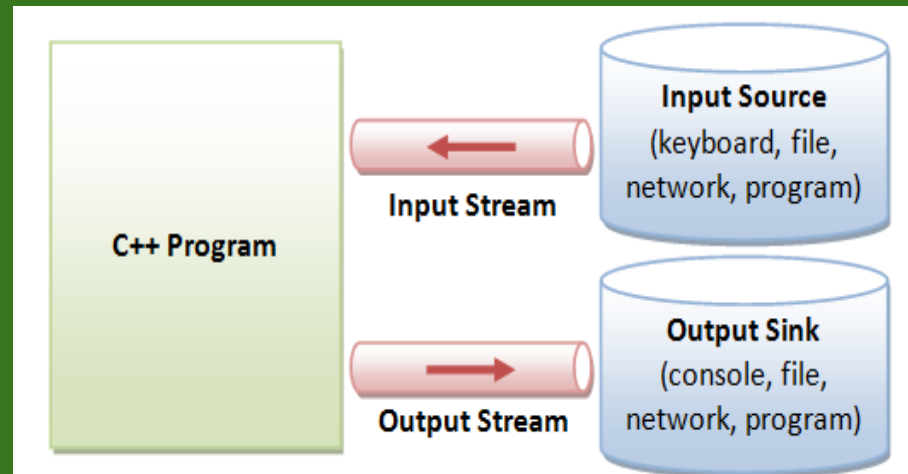 C++ Program
Input Stream
Output Stream
Input Source
(keyboard, file,
network, program)
Output Sink
(console, file,
network, program)